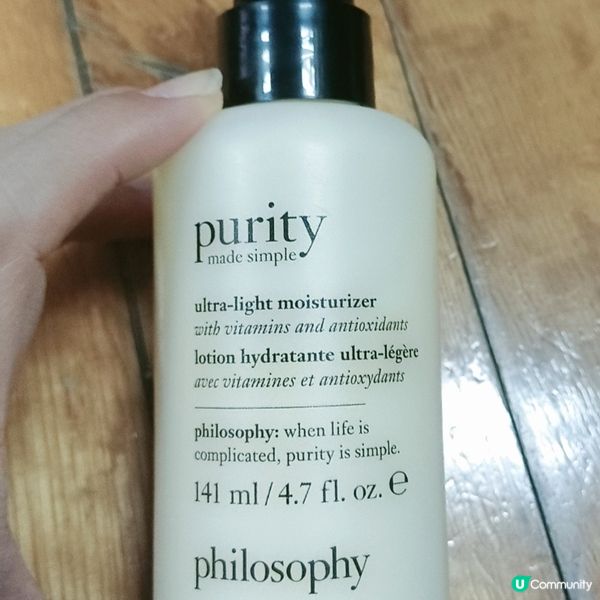 purity
made simple
ultra-light moisturizer
with vitamins and antioxidants
lotion hydratante ultra-légère
avec vitamines et antioxydants
philosophy: when life is
complicated, purity is simple.
141 ml / 4.7 fl. oz. e
philosophy
U Community